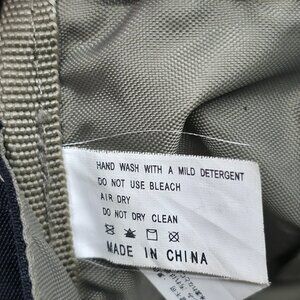 HAND WASH WITH A MILD DETERGENT
DO NOT USE BLEACH
AIR DRY
DO NOT DRY CLEAN
MADE IN CHINA